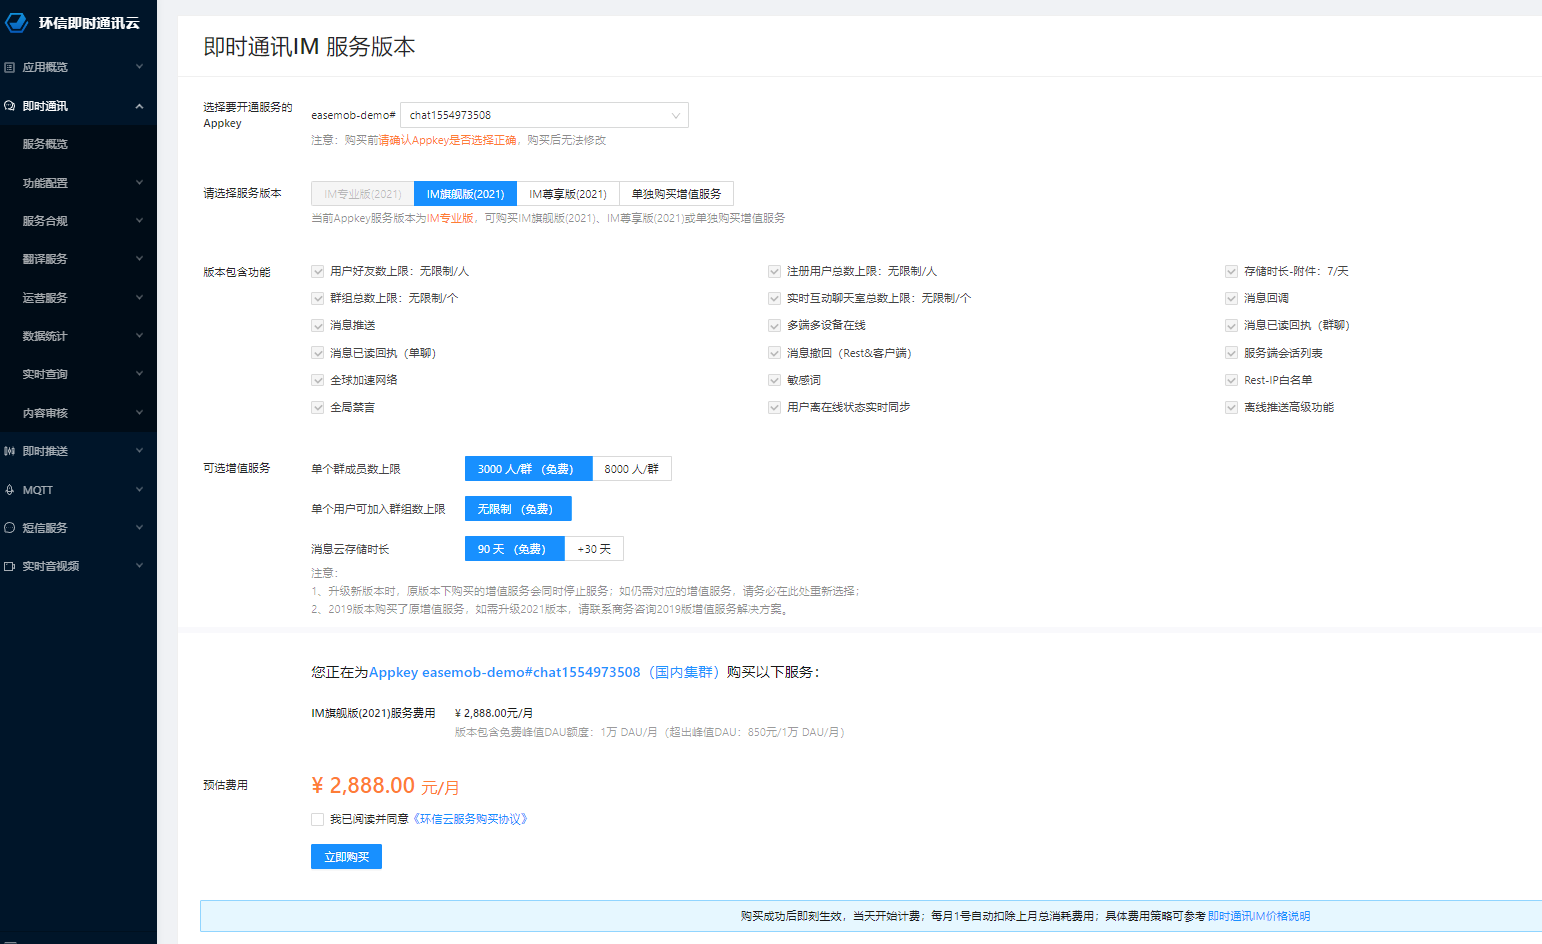 环信即时通讯云
应用概览
即时通讯
服务概览
功能配置
服务合规
翻译服务
运营服务
数据统计
实时查询
内容审核
即时推送
MQTT
短信服务
实时音视频
即时通讯IM 服务版本
选择要开通服务的
Appkey
easemob-demo# chat1554973508
注意：购买前请确认Appkey是否选择正确，购买后无法修改
请选择服务版本 IM专业版(2021) IM旗舰版(2021) IM尊享版(2021) 单独购买增值服务
当前Appkey服务版本为IM专业版，可购买IM旗舰版(2021)、IM尊享版(2021)或单独购买增值服务
版本包含功能 用户好友数上限：无限制/人 注册用户总数上限：无限制/人 存储时长-附件：7/天
群组总数上限：无限制/个 实时互动聊天室总数上限：无限制/个 消息回调
消息推送 多端多设备在线 消息已读回执（群聊）
消息已读回执（单聊） 消息撤回（Rest&客户端） 服务端会话列表
全球加速网络 敏感词 Rest-IP白名单
全局禁言 用户离在线状态实时同步 离线推送高级功能
可选增值服务 单个群成员数上限 3000 人/群 （免费） 8000 人/群
单个用户可加入群组数上限 无限制 （免费）
消息云存储时长 90 天 （免费） +30 天
注意：
1、升级新版本时，原版本下购买的增值服务会同时停止服务；如仍需对应的增值服务，请务必在此处重新选择；
2、2019版本购买了原增值服务，如需升级2021版本，请联系商务咨询2019版增值服务解决方案。
您正在为Appkey easemob-demo#chat1554973508（国内集群）购买以下服务：
IM旗舰版(2021)服务费用 ¥ 2,888.00元/月
版本包含免费峰值DAU额度：1万 DAU/月（超出峰值DAU：850元/1万 DAU/月）
预估费用 ¥ 2,888.00 元/月
我已阅读并同意《环信云服务购买协议》
立即购买
购买成功后即刻生效，当天开始计费；每月1号自动扣除上月总消耗费用；具体费用策略可参考即时通讯IM价格说明